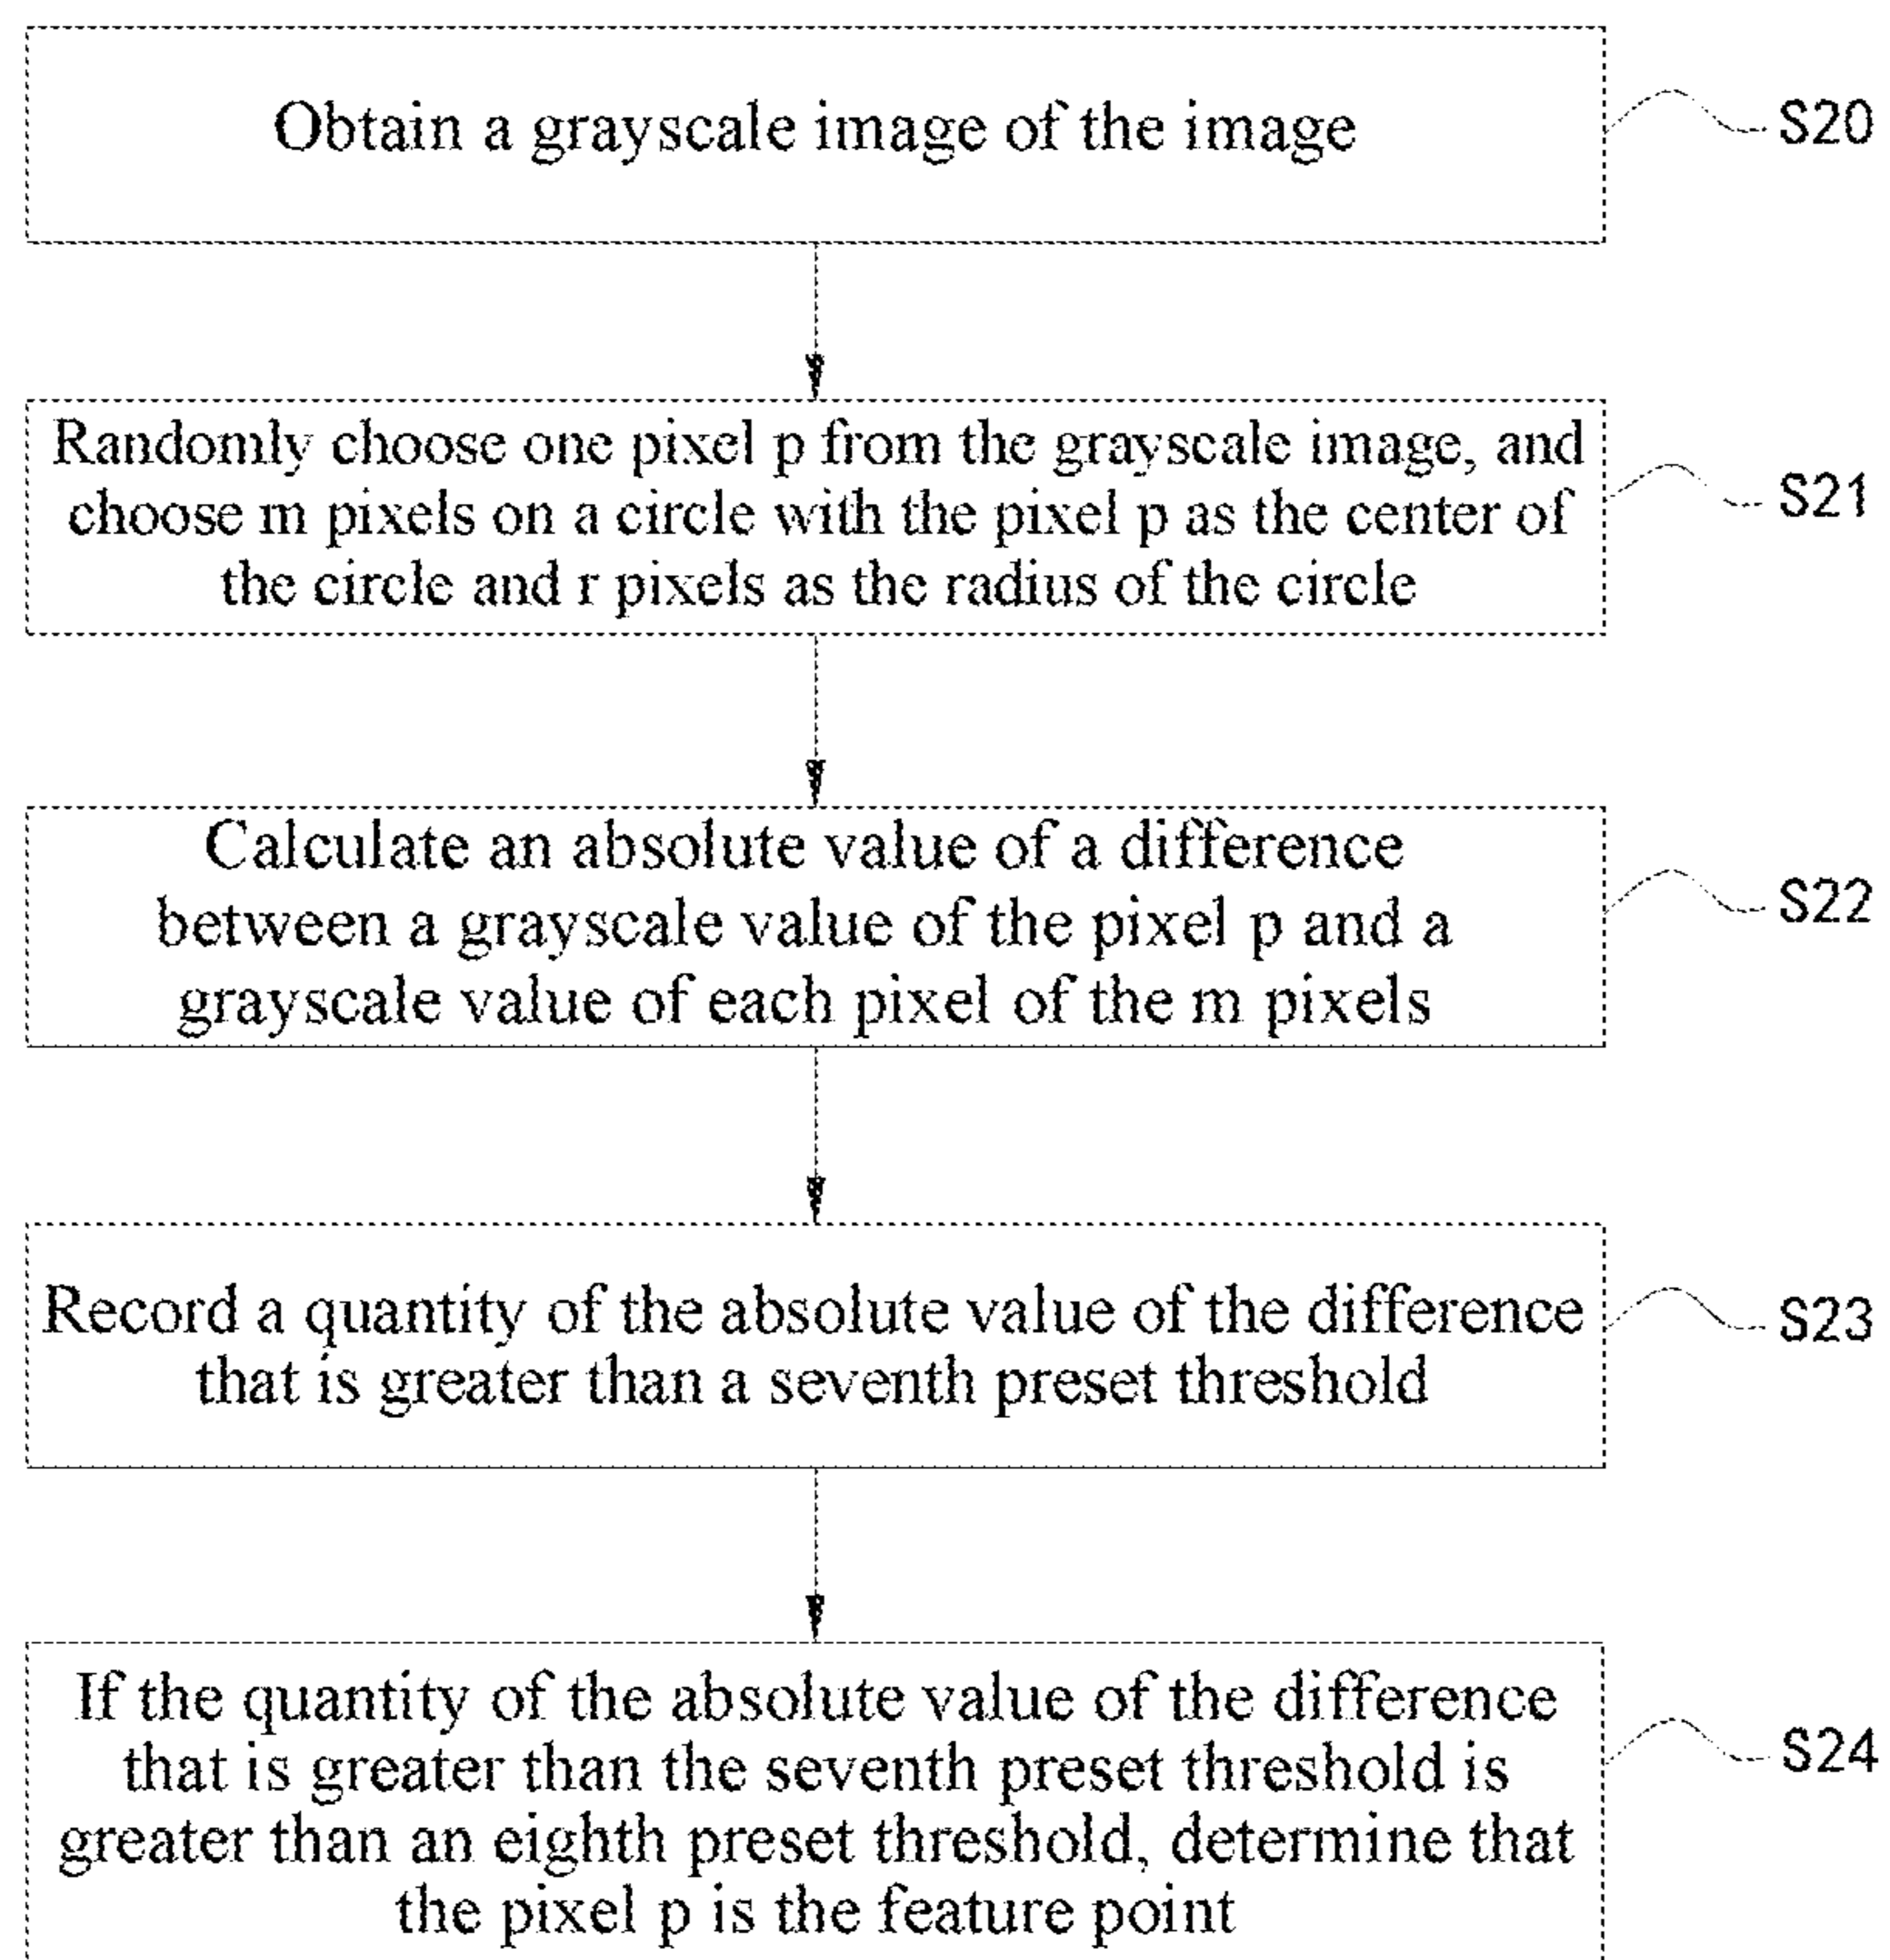 Obtain a grayscale image of the image
S20
Randomly choose one pixel p from the grayscale image, and
choose m pixels on a circle with the pixel p as the center of
the circle and r pixels as the radius of the circle
S21
Calculate an absolute value of a difference
between a grayscale value of the pixel p and a
grayscale value of each pixel of the m pixels
S22
Record a quantity of the absolute value of the difference
that is greater than a seventh preset threshold
S23
If the quantity of the absolute value of the difference
that is greater than the seventh preset threshold is
greater than an eighth preset threshold, determine that
the pixel p is the feature point
S24